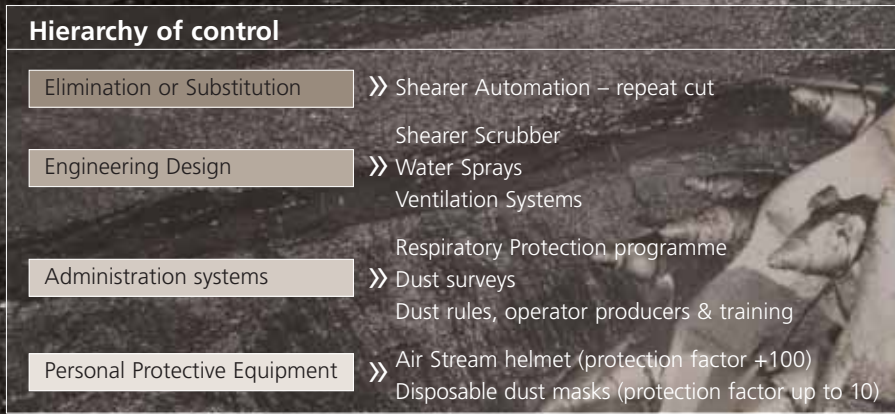 Hierarchy of control
Elimination or Substitution
» Shearer Automation – repeat cut
Engineering Design
Shearer Scrubber
» Water Sprays
Ventilation Systems
Administration systems
Respiratory Protection programme
» Dust surveys
Dust rules, operator producers & training
Personal Protective Equipment
» Air Stream helmet (protection factor +100)
Disposable dust masks (protection factor up to 10)